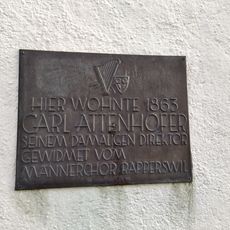 HIER WOHNTE 1863
CARL ATTENHOFER
SEINEM DAMALIGEN DIREKTOR
GEWIDMET VOM
MÄNNERCHOR RAPPERSWIL